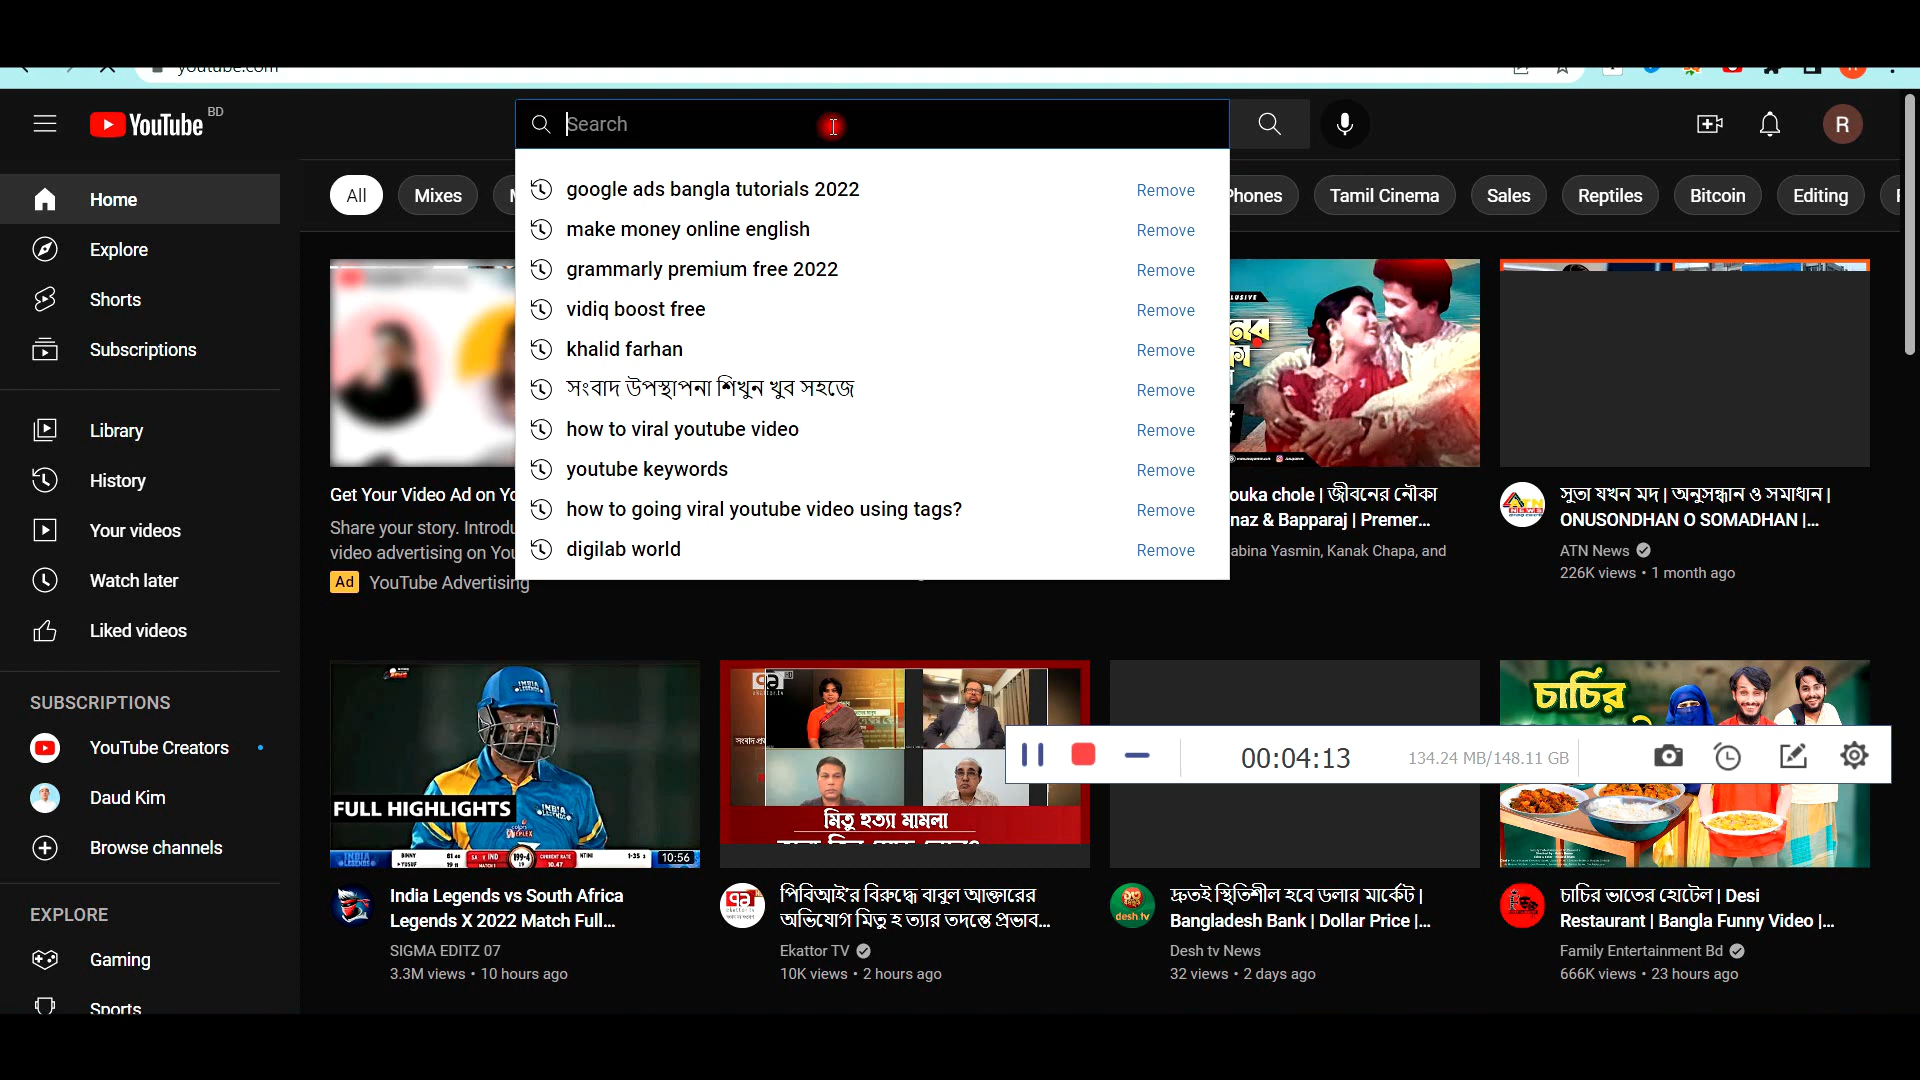 youtube.com
YouTube BD
Search
R
Home
Explore
Shorts
Subscriptions
Library
History
Your videos
Watch later
Liked videos
SUBSCRIPTIONS
YouTube Creators
Daud Kim
Browse channels
EXPLORE
Gaming
Sports
All
Mixes
Phones
Tamil Cinema
Sales
Reptiles
Bitcoin
Editing
google ads bangla tutorials 2022 Remove
make money online english Remove
grammarly premium free 2022 Remove
vidiq boost free Remove
khalid farhan Remove
সংবাদ উপস্থাপনা শিখুন খুব সহজে Remove
how to viral youtube video Remove
youtube keywords Remove
how to going viral youtube video using tags? Remove
digilab world Remove
Get Your Video Ad on Yo
Share your story. Introdu
video advertising on You
Ad YouTube Advertising
ouka chole | জীবনের নৌকা
naz & Bapparaj | Premer...
abina Yasmin, Kanak Chapa, and
সুতা যখন মদ | অনুসন্ধান ও সমাধান |
ONUSONDHAN O SOMADHAN |...
ATN News
226K views • 1 month ago
FULL HIGHLIGHTS
INDIA LEGENDS
10:56
India Legends vs South Africa
Legends X 2022 Match Full...
SIGMA EDITZ 07
3.3M views • 10 hours ago
মিতু হত্যা মামলা
পিবিআই'র বিরুদ্ধে বাবুল আক্তারের
অভিযোগ মিতু হ ত্যার তদন্তে প্রভাব...
Ekattor TV
10K views • 2 hours ago
00:04:13
134.24 MB/148.11 GB
desh tv
দ্রুতই স্থিতিশীল হবে ডলার মার্কেট |
Bangladesh Bank | Dollar Price |...
Desh tv News
32 views • 2 days ago
চাচির
চাচির ভাতের হোটেল | Desi
Restaurant | Bangla Funny Video |...
Family Entertainment Bd
666K views • 23 hours ago